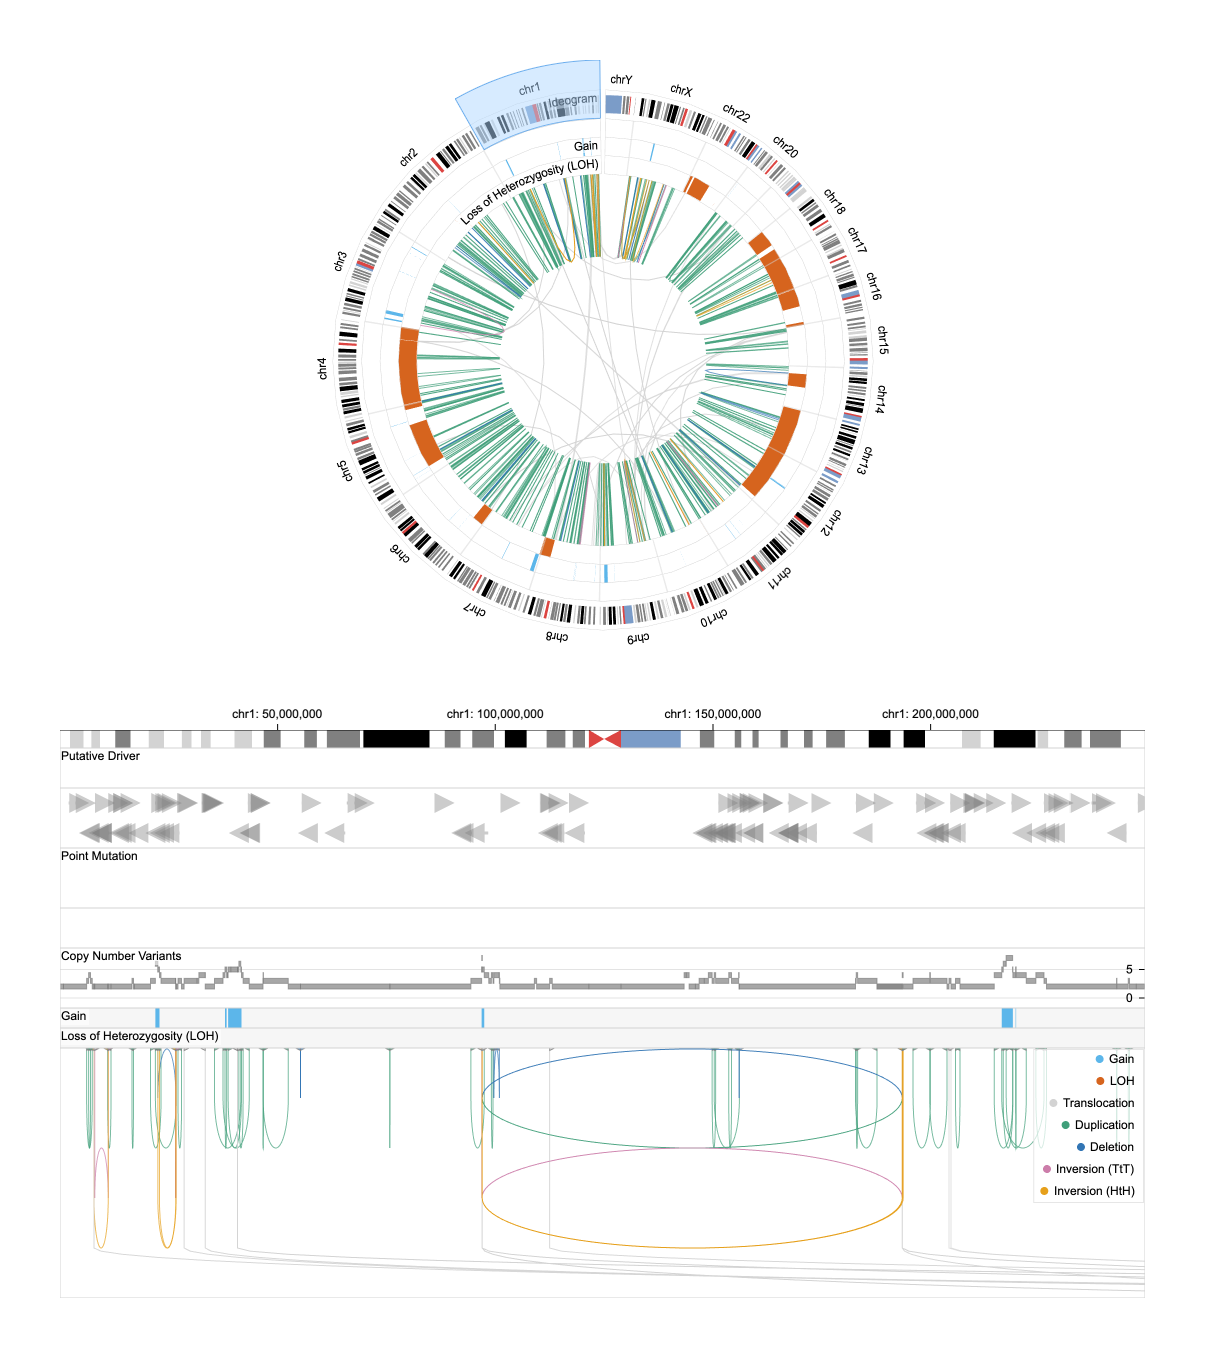 chrY
chrX
chr22
chr20
chr18
chr17
chr16
chr15
chr14
chr13
chr12
chr11
chr10
chr9
chr8
chr7
chr6
chr5
chr4
chr3
chr2
chr1
Ideogram
Gain
Loss of Heterozygosity (LOH)
chr1: 50,000,000 chr1: 100,000,000 chr1: 150,000,000 chr1: 200,000,000
Putative Driver
Point Mutation
Copy Number Variants
5
0
Gain
Loss of Heterozygosity (LOH)
Gain
LOH
Translocation
Duplication
Deletion
Inversion (TtT)
Inversion (HtH)